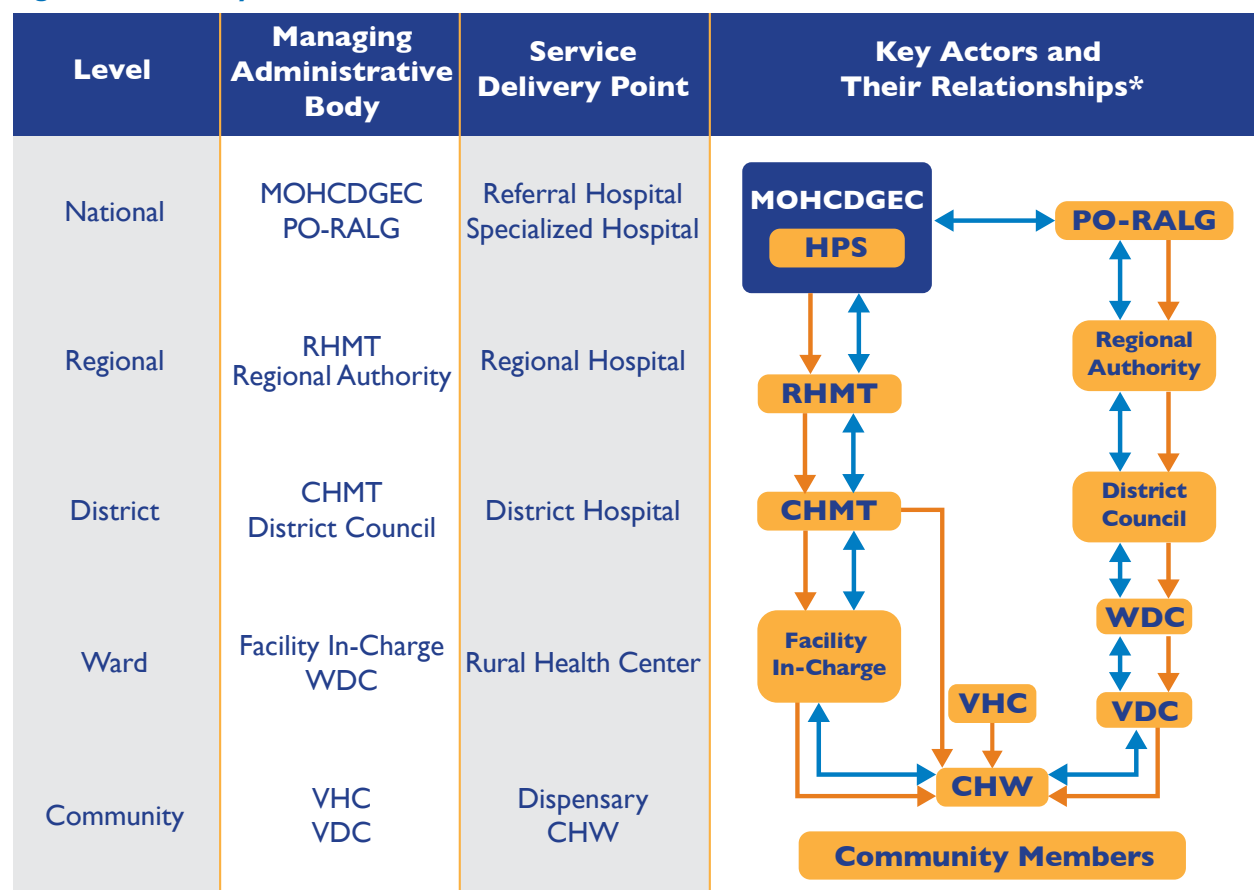 Level
Managing
Administrative
Body
Service
Delivery Point
Key Actors and
Their Relationships*
National
MOHCDGEC
PO-RALG
Referral Hospital
Specialized Hospital
Regional
RHMT
Regional Authority
Regional Hospital
District
CHMT
District Council
District Hospital
Ward
Facility In-Charge
WDC
Rural Health Center
Community
VHC
VDC
Dispensary
CHW
MOHCDGEC
HPS
PO-RALG
Regional
Authority
RHMT
District
Council
CHMT
WDC
Facility
In-Charge
VHC
VDC
CHW
Community Members